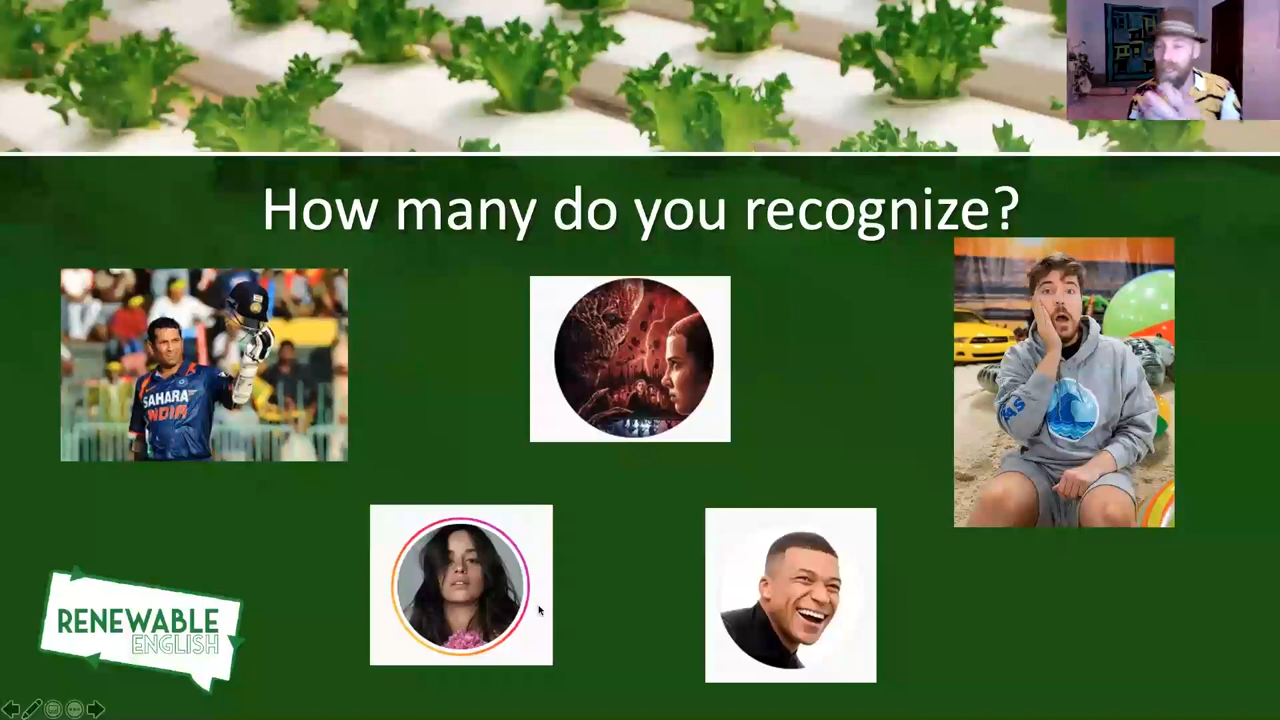 How many do you recognize?
SAHARA
INDIA
RENEWABLE
ENGLISH